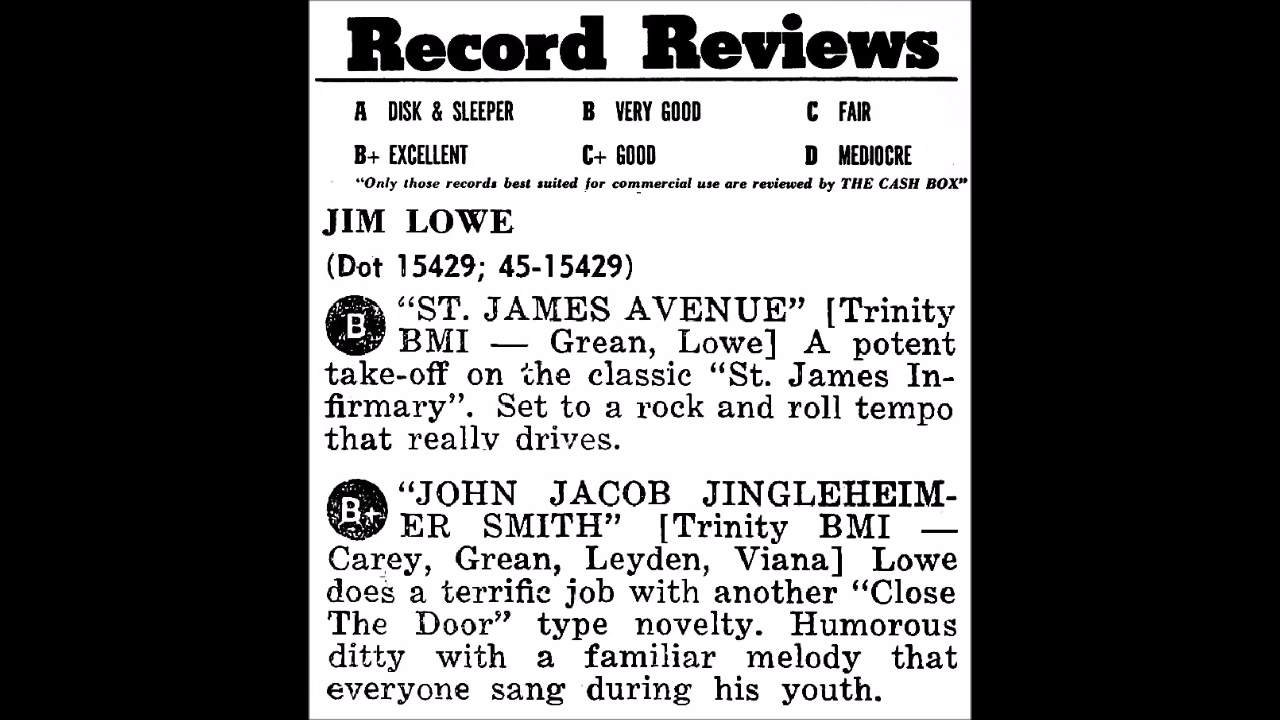 Record Reviews
A DISK & SLEEPER B VERY GOOD C FAIR
B+ EXCELLENT C+ GOOD D MEDIOCRE
"Only those records best suited for commercial use are reviewed by THE CASH BOX"
JIM LOWE
(Dot 15429; 45-15429)
B "ST. JAMES AVENUE" [Trinity
BMI — Grean, Lowe] A potent
take-off on the classic "St. James In-
firmary". Set to a rock and roll tempo
that really drives.
B+ "JOHN JACOB JINGLEHEIM-
ER SMITH" [Trinity BMI —
Carey, Grean, Leyden, Viana] Lowe
does a terrific job with another "Close
The Door" type novelty. Humorous
ditty with a familiar melody that
everyone sang during his youth.